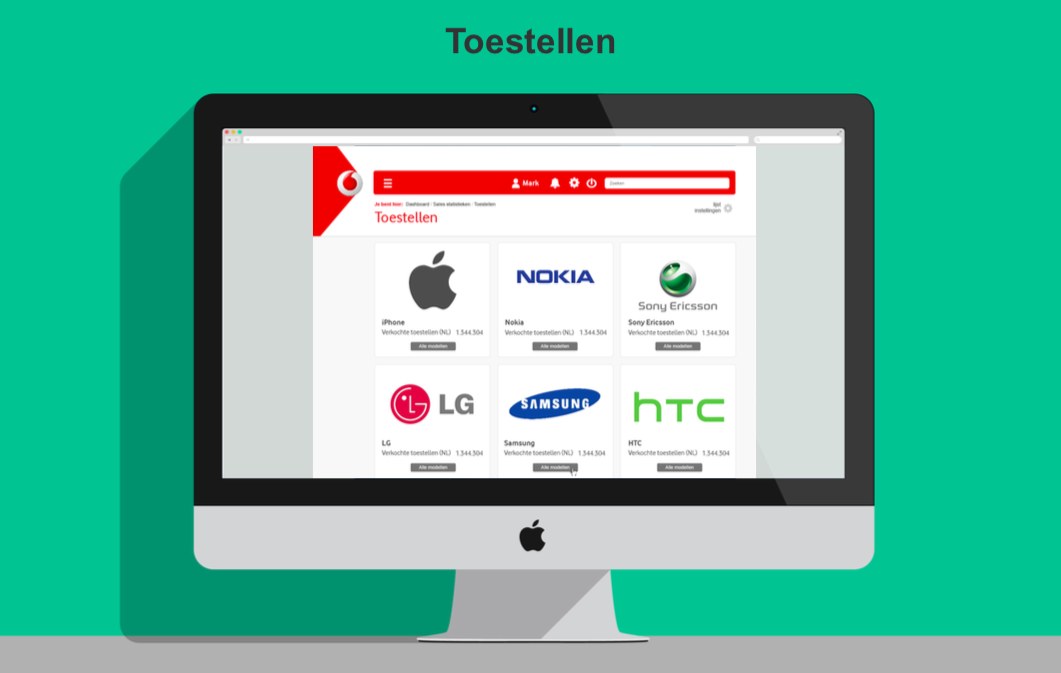 Toestellen
Mark
Zoeken
Je bent hier: Dashboard / Sales statistieken / Toestellen
Toestellen
lijst
instellingen
NOKIA
Sony Ericsson
iPhone
Verkochte toestellen (NL) 1.344.304
Alle modellen
Nokia
Verkochte toestellen (NL) 1.344.304
Alle modellen
Sony Ericsson
Verkochte toestellen (NL) 1.344.304
Alle modellen
LG
SAMSUNG
hTC
LG
Verkochte toestellen (NL) 1.344.304
Alle modellen
Samsung
Verkochte toestellen (NL) 1.344.304
Alle modellen
HTC
Verkochte toestellen (NL) 1.344.304
Alle modellen